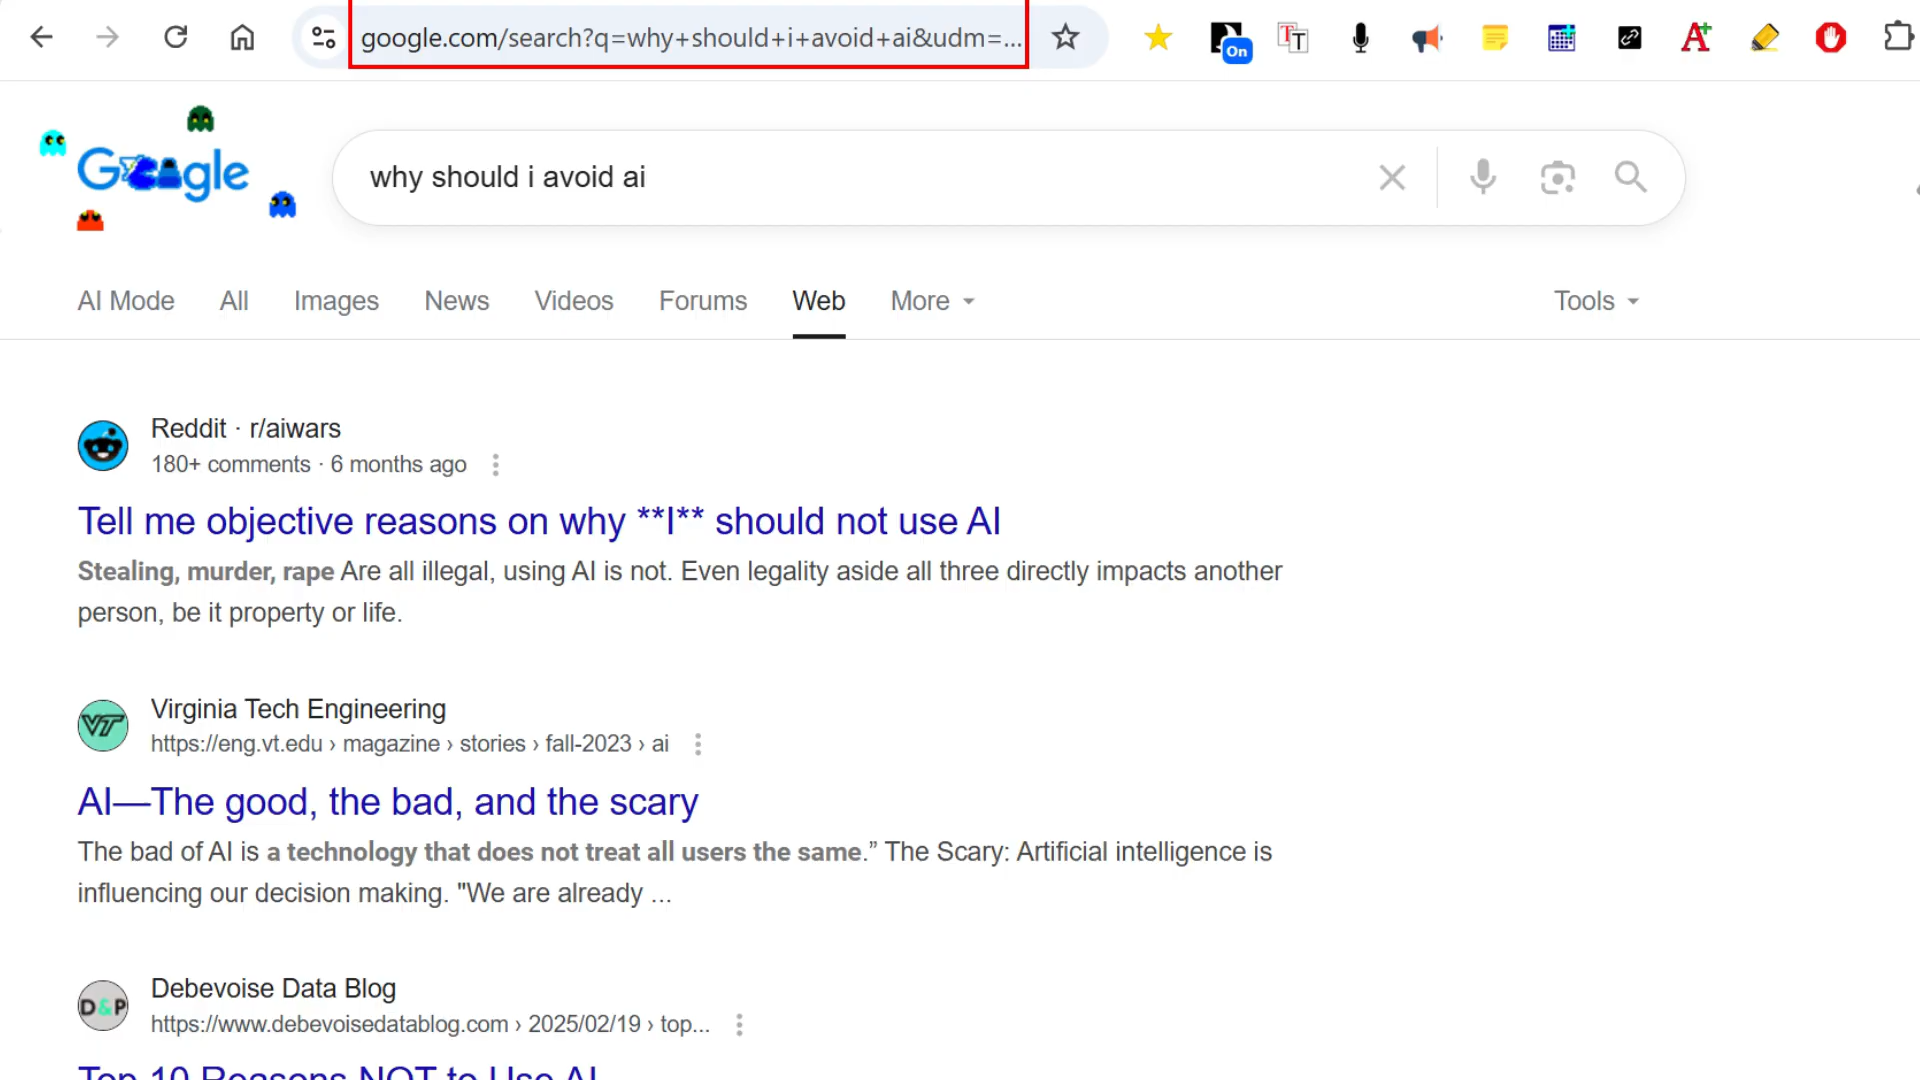 google.com/search?q=why+should+i+avoid+ai&udm=...
On
Google
why should i avoid ai
AI Mode
All
Images
News
Videos
Forums
Web
More
Tools
Reddit · r/aiwars
180+ comments · 6 months ago
Tell me objective reasons on why **I** should not use AI
Stealing, murder, rape Are all illegal, using AI is not. Even legality aside all three directly impacts another
person, be it property or life.
VT
Virginia Tech Engineering
https://eng.vt.edu › magazine › stories › fall-2023 › ai
AI—The good, the bad, and the scary
The bad of AI is a technology that does not treat all users the same.” The Scary: Artificial intelligence is
influencing our decision making. "We are already ...
D&P
Debevoise Data Blog
https://www.debevoisedatablog.com › 2025/02/19 › top...
Top 10 Reasons NOT to Use AI